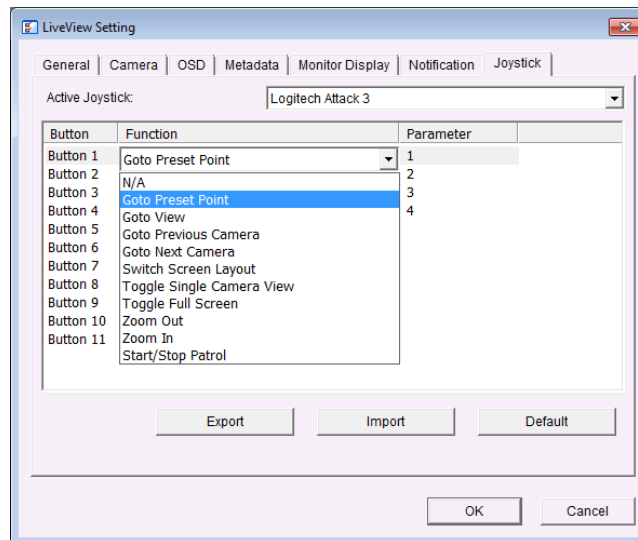 LiveView Setting
General Camera OSD Metadata Monitor Display Notification Joystick
Active Joystick: Logitech Attack 3
Button Function Parameter
Button 1 Goto Preset Point 1
Button 2 N/A 2
Button 3 Goto Preset Point 3
Button 4 Goto View 4
Button 5 Goto Previous Camera
Button 6 Goto Next Camera
Button 7 Switch Screen Layout
Button 8 Toggle Single Camera View
Button 9 Toggle Full Screen
Button 10 Zoom Out
Button 11 Zoom In
Start/Stop Patrol
Export Import Default
OK Cancel